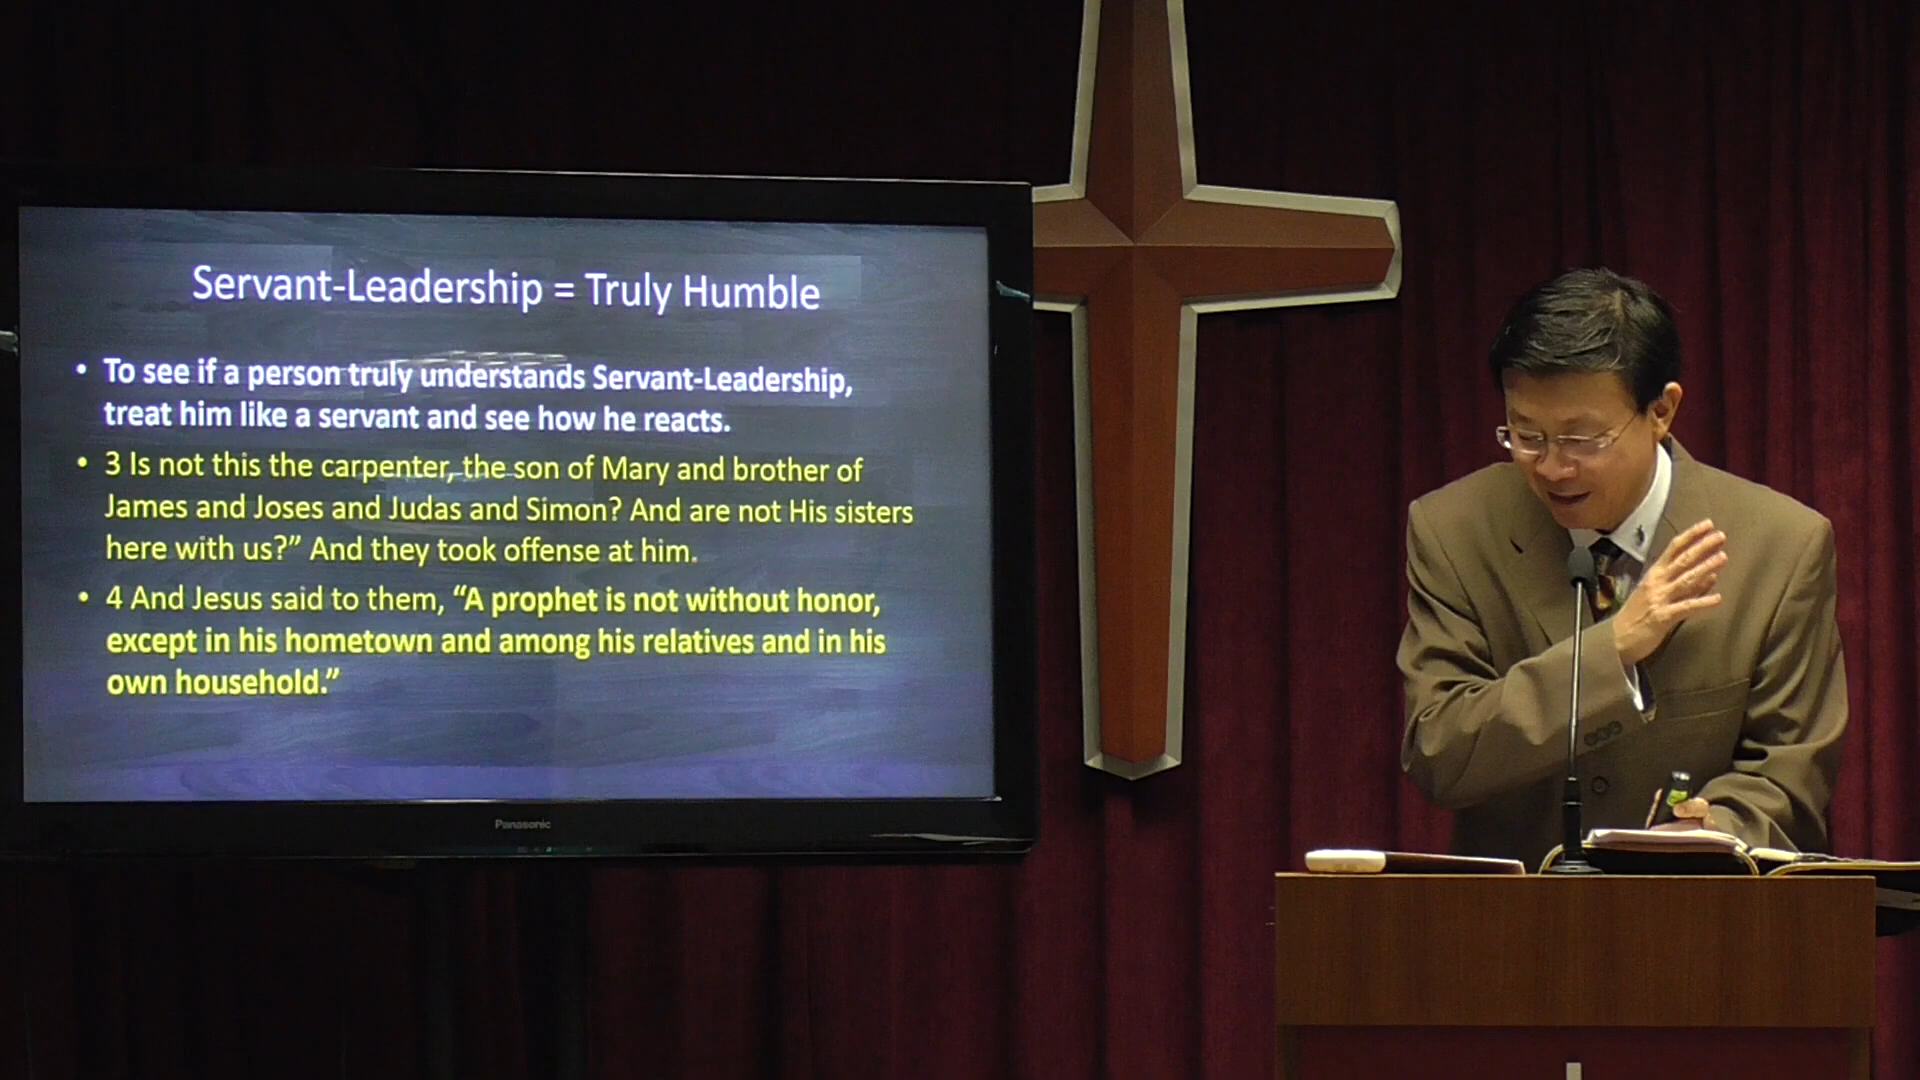 Servant-Leadership = Truly Humble
• To see if a person truly understands Servant-Leadership,
treat him like a servant and see how he reacts.
• 3 Is not this the carpenter, the son of Mary and brother of
James and Joses and Judas and Simon? And are not His sisters
here with us?” And they took offense at him.
• 4 And Jesus said to them, “A prophet is not without honor,
except in his hometown and among his relatives and in his
own household.”
Panasonic